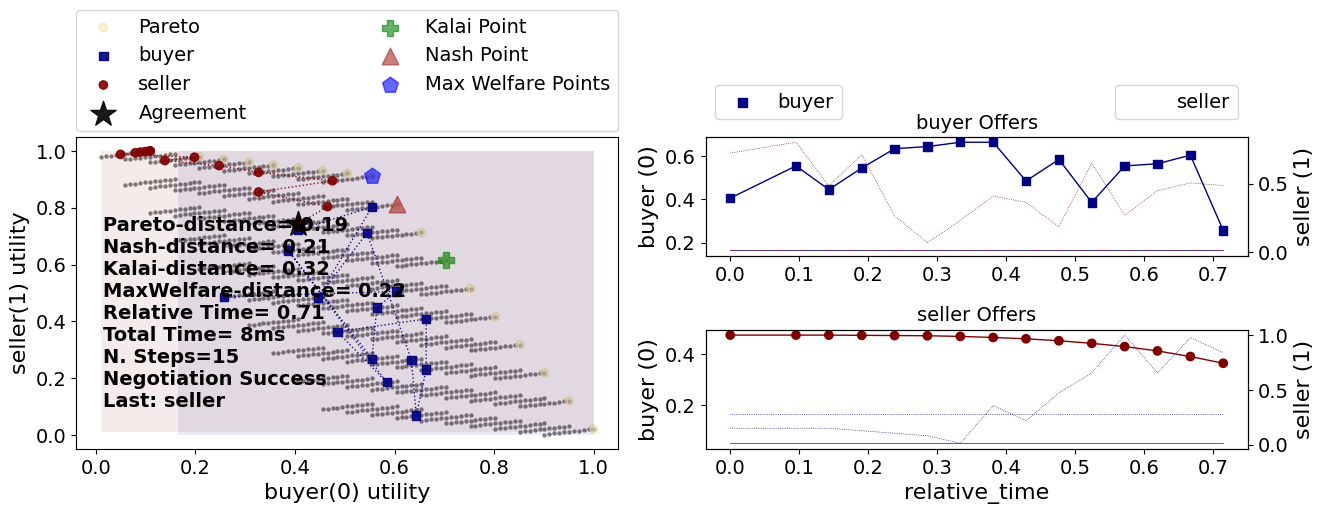 Pareto
buyer
seller
Agreement
Kalai Point
Nash Point
Max Welfare Points
1.0
0.8
0.6
0.4
0.2
0.0
seller(1) utility
Pareto-distance= 0.19
Nash-distance= 0.21
Kalai-distance= 0.32
MaxWelfare-distance= 0.22
Relative Time= 0.71
Total Time= 8ms
N. Steps=15
Negotiation Success
Last: seller
0.0 0.2 0.4 0.6 0.8 1.0
buyer(0) utility
buyer
seller
buyer Offers
buyer (0)
0.6
0.4
0.2
0.5
0.0
seller (1)
0.0 0.1 0.2 0.3 0.4 0.5 0.6 0.7
seller Offers
buyer (0)
0.4
0.2
1.0
0.5
0.0
seller (1)
0.0 0.1 0.2 0.3 0.4 0.5 0.6 0.7
relative_time